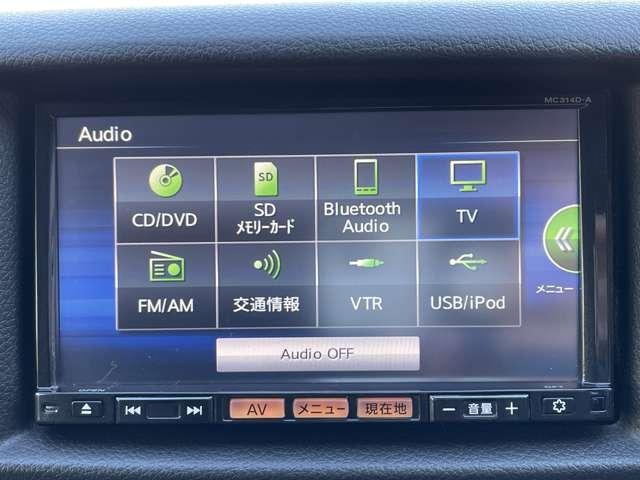 MC314D-A
Audio
CD/DVD
SD
SD
メモリーカード
Bluetooth
Audio
TV
FM/AM
交通情報
VTR
USB/iPod
メニュー
Audio OFF
OPEN
AV
メニュー
現在地
音量